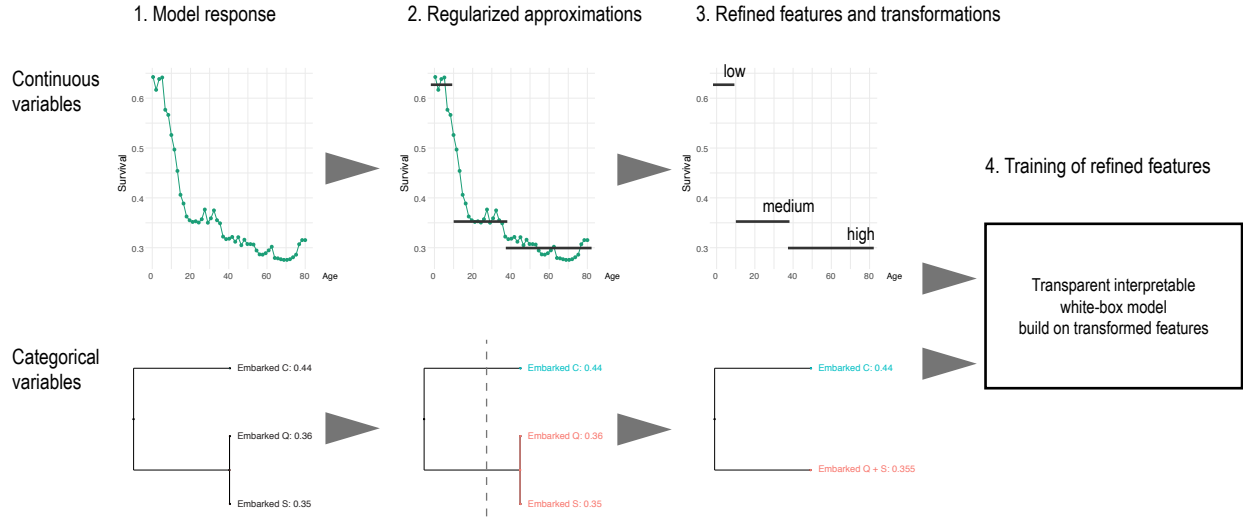 1. Model response
2. Regularized approximations
3. Refined features and transformations
Continuous
variables
0.6
0.5
0.4
0.3
Survival
0 20 40 60 80 Age
0.6
0.5
0.4
0.3
Survival
0 20 40 60 80 Age
low
medium
high
0.6
0.5
0.4
0.3
Survival
0 20 40 60 80 Age
4. Training of refined features
Transparent interpretable
white-box model
build on transformed features
Categorical
variables
Embarked C: 0.44
Embarked Q: 0.36
Embarked S: 0.35
Embarked C: 0.44
Embarked Q: 0.36
Embarked S: 0.35
Embarked C: 0.44
Embarked Q + S: 0.355